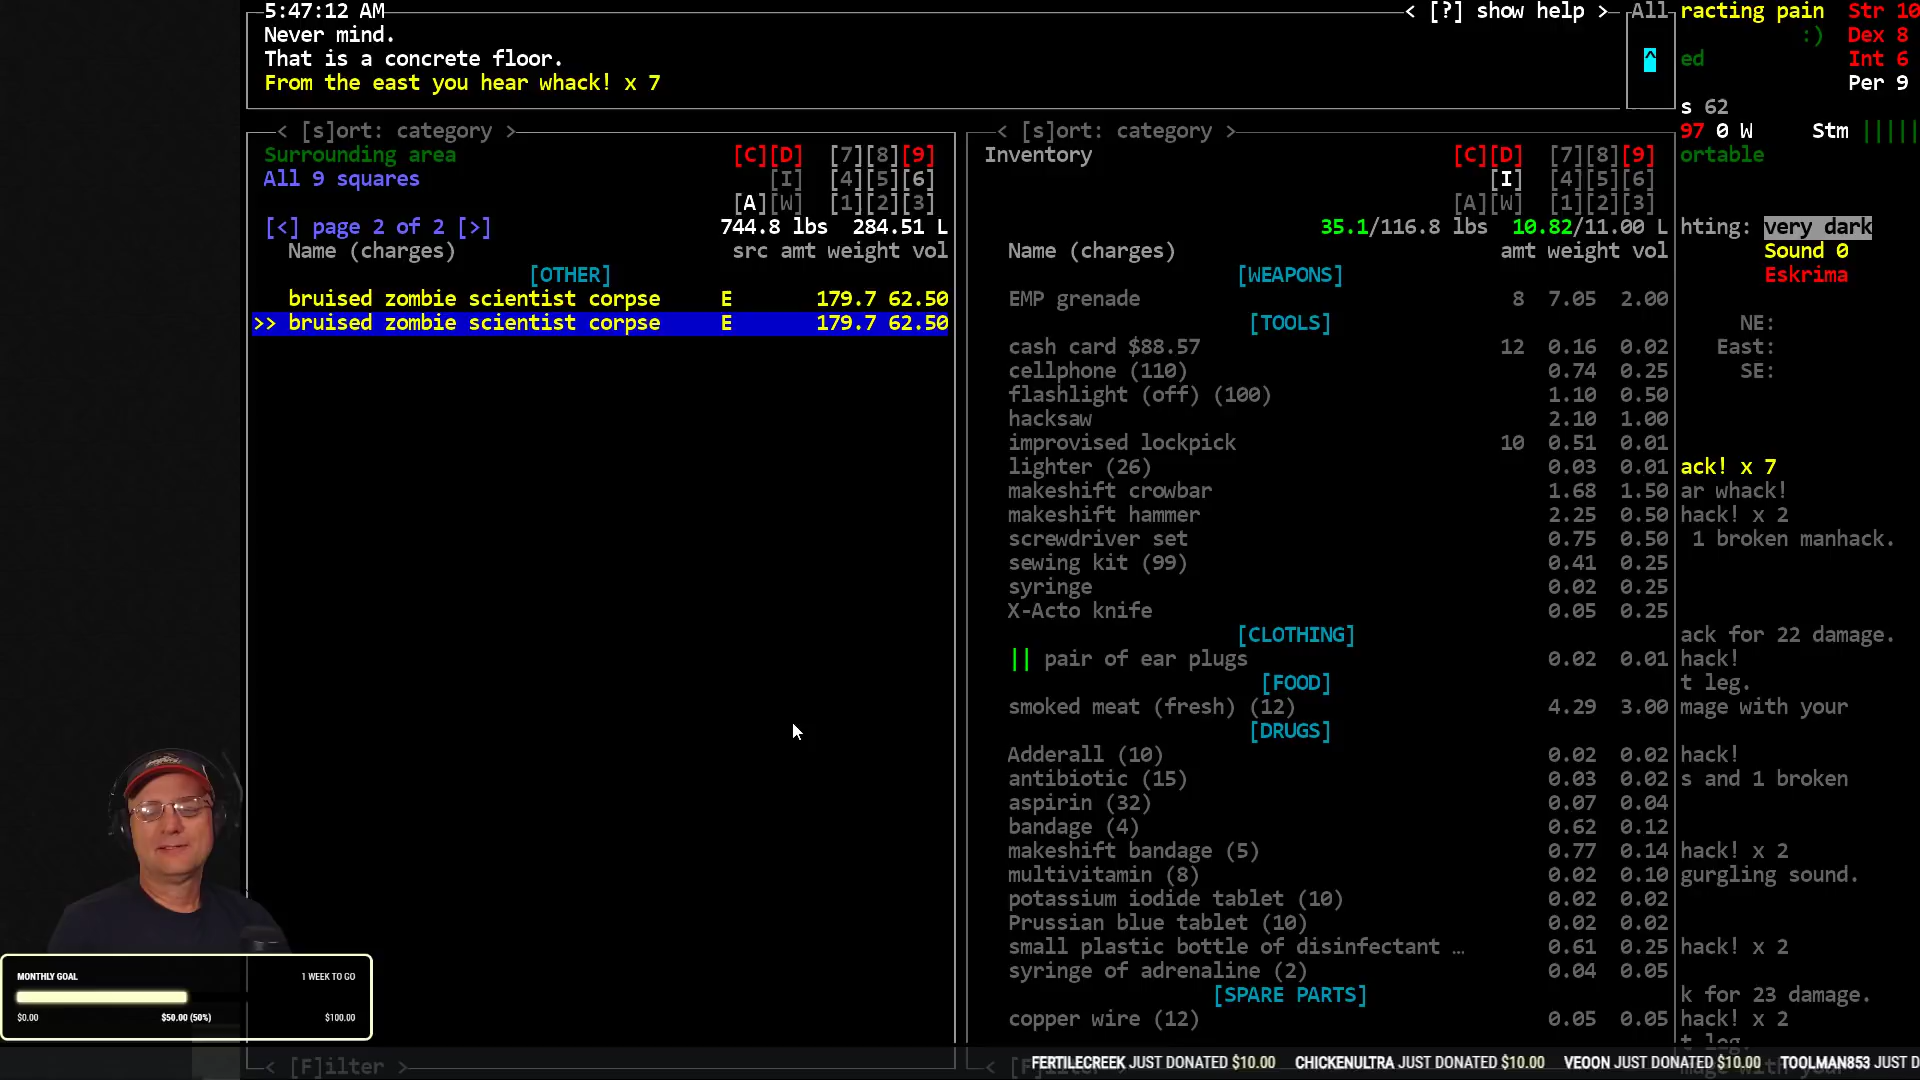 5:47:12 AM
Never mind.
That is a concrete floor.
From the east you hear whack! x 7
< [?] show help >
All
racting pain
:)
ed
s 62
97 0 W Stm |||||
ortable
Str 10
Dex 8
Int 6
Per 9
hting: very dark
Sound 0
Eskrima
NE:
East:
SE:
< [s]ort: category >
Surrounding area [C][D] [7][8][9]
All 9 squares [I] [4][5][6]
[A][W] [1][2][3]
[<] page 2 of 2 [>] 744.8 lbs 284.51 L
Name (charges) src amt weight vol
[OTHER]
bruised zombie scientist corpse E 179.7 62.50
>> bruised zombie scientist corpse E 179.7 62.50
< [F]ilter >
< [s]ort: category >
Inventory [C][D] [7][8][9]
[I] [4][5][6]
[A][W] [1][2][3]
35.1/116.8 lbs 10.82/11.00 L
Name (charges) amt weight vol
[WEAPONS]
EMP grenade 8 7.05 2.00
[TOOLS]
cash card $88.57 12 0.16 0.02
cellphone (110) 0.74 0.25
flashlight (off) (100) 1.10 0.50
hacksaw 2.10 1.00
improvised lockpick 10 0.51 0.01
lighter (26) 0.03 0.01
makeshift crowbar 1.68 1.50
makeshift hammer 2.25 0.50
screwdriver set 0.75 0.50
sewing kit (99) 0.41 0.25
syringe 0.02 0.25
X-Acto knife 0.05 0.25
[CLOTHING]
|| pair of ear plugs 0.02 0.01
[FOOD]
smoked meat (fresh) (12) 4.29 3.00
[DRUGS]
Adderall (10) 0.02 0.02
antibiotic (15) 0.03 0.02
aspirin (32) 0.07 0.04
bandage (4) 0.62 0.12
makeshift bandage (5) 0.77 0.14
multivitamin (8) 0.02 0.10
potassium iodide tablet (10) 0.02 0.02
Prussian blue tablet (10) 0.02 0.02
small plastic bottle of disinfectant … 0.61 0.25
syringe of adrenaline (2) 0.04 0.05
[SPARE PARTS]
copper wire (12) 0.05 0.05
ack! x 7
ar whack!
hack! x 2
1 broken manhack.
ack for 22 damage.
hack!
t leg.
mage with your
hack!
s and 1 broken
hack! x 2
gurgling sound.
hack! x 2
k for 23 damage.
hack! x 2
t leg.
MONTHLY GOAL 1 WEEK TO GO
$0.00 $50.00 (50%) $100.00
FERTILECREEK JUST DONATED $10.00 CHICKENULTRA JUST DONATED $10.00 VEOON JUST DONATED $10.00 TOOLMAN853 JUST D